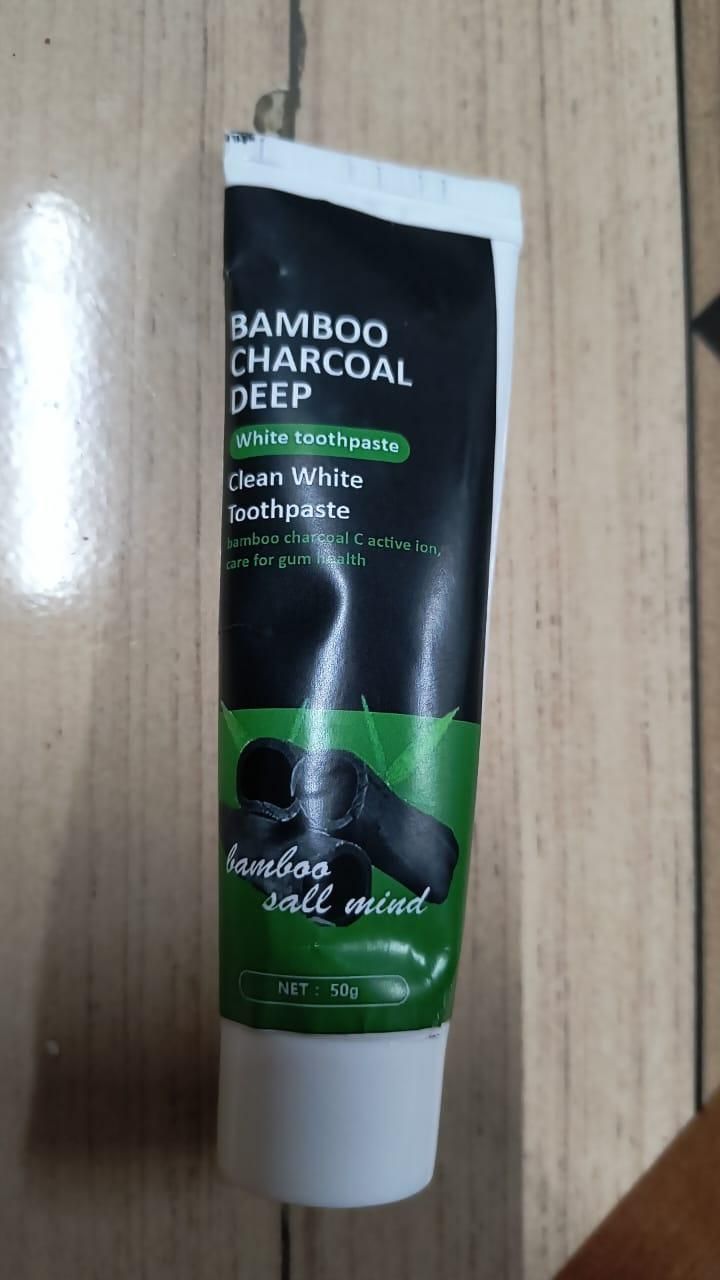 BAMBOO
CHARCOAL
DEEP
White toothpaste
Clean White
Toothpaste
bamboo charcoal C active ion,
care for gum health
bamboo
sall mind
NET : 50g